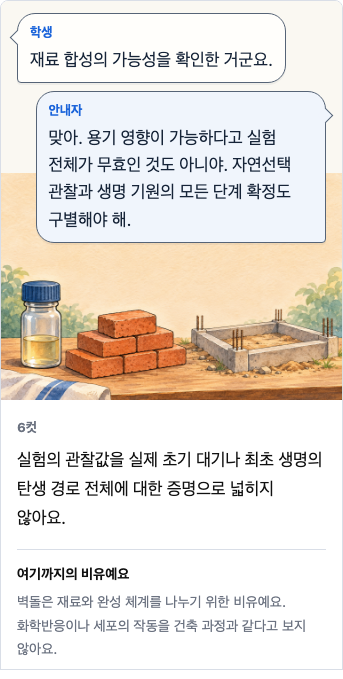 학생
재료 합성의 가능성을 확인한 거군요.
안내자
맞아. 용기 영향이 가능하다고 실험
전체가 무효인 것도 아니야. 자연선택
관찰과 생명 기원의 모든 단계 확정도
구별해야 해.
6컷
실험의 관찰값을 실제 초기 대기나 최초 생명의
탄생 경로 전체에 대한 증명으로 넓히지
않아요.
여기까지의 비유예요
벽돌은 재료와 완성 체계를 나누기 위한 비유예요.
화학반응이나 세포의 작동을 건축 과정과 같다고 보지
않아요.